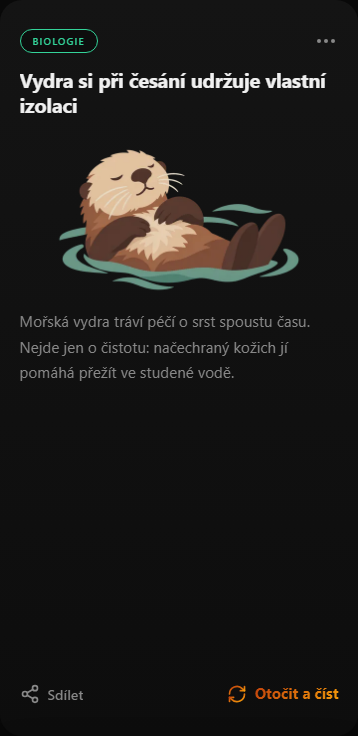 BIOLOGIE
Vydra si při česání udržuje vlastní
izolaci
Mořská vydra tráví péčí o srst spoustu času.
Nejde jen o čistotu: načechraný kožich jí
pomáhá přežít ve studené vodě.
Sdílet
Otočit a číst